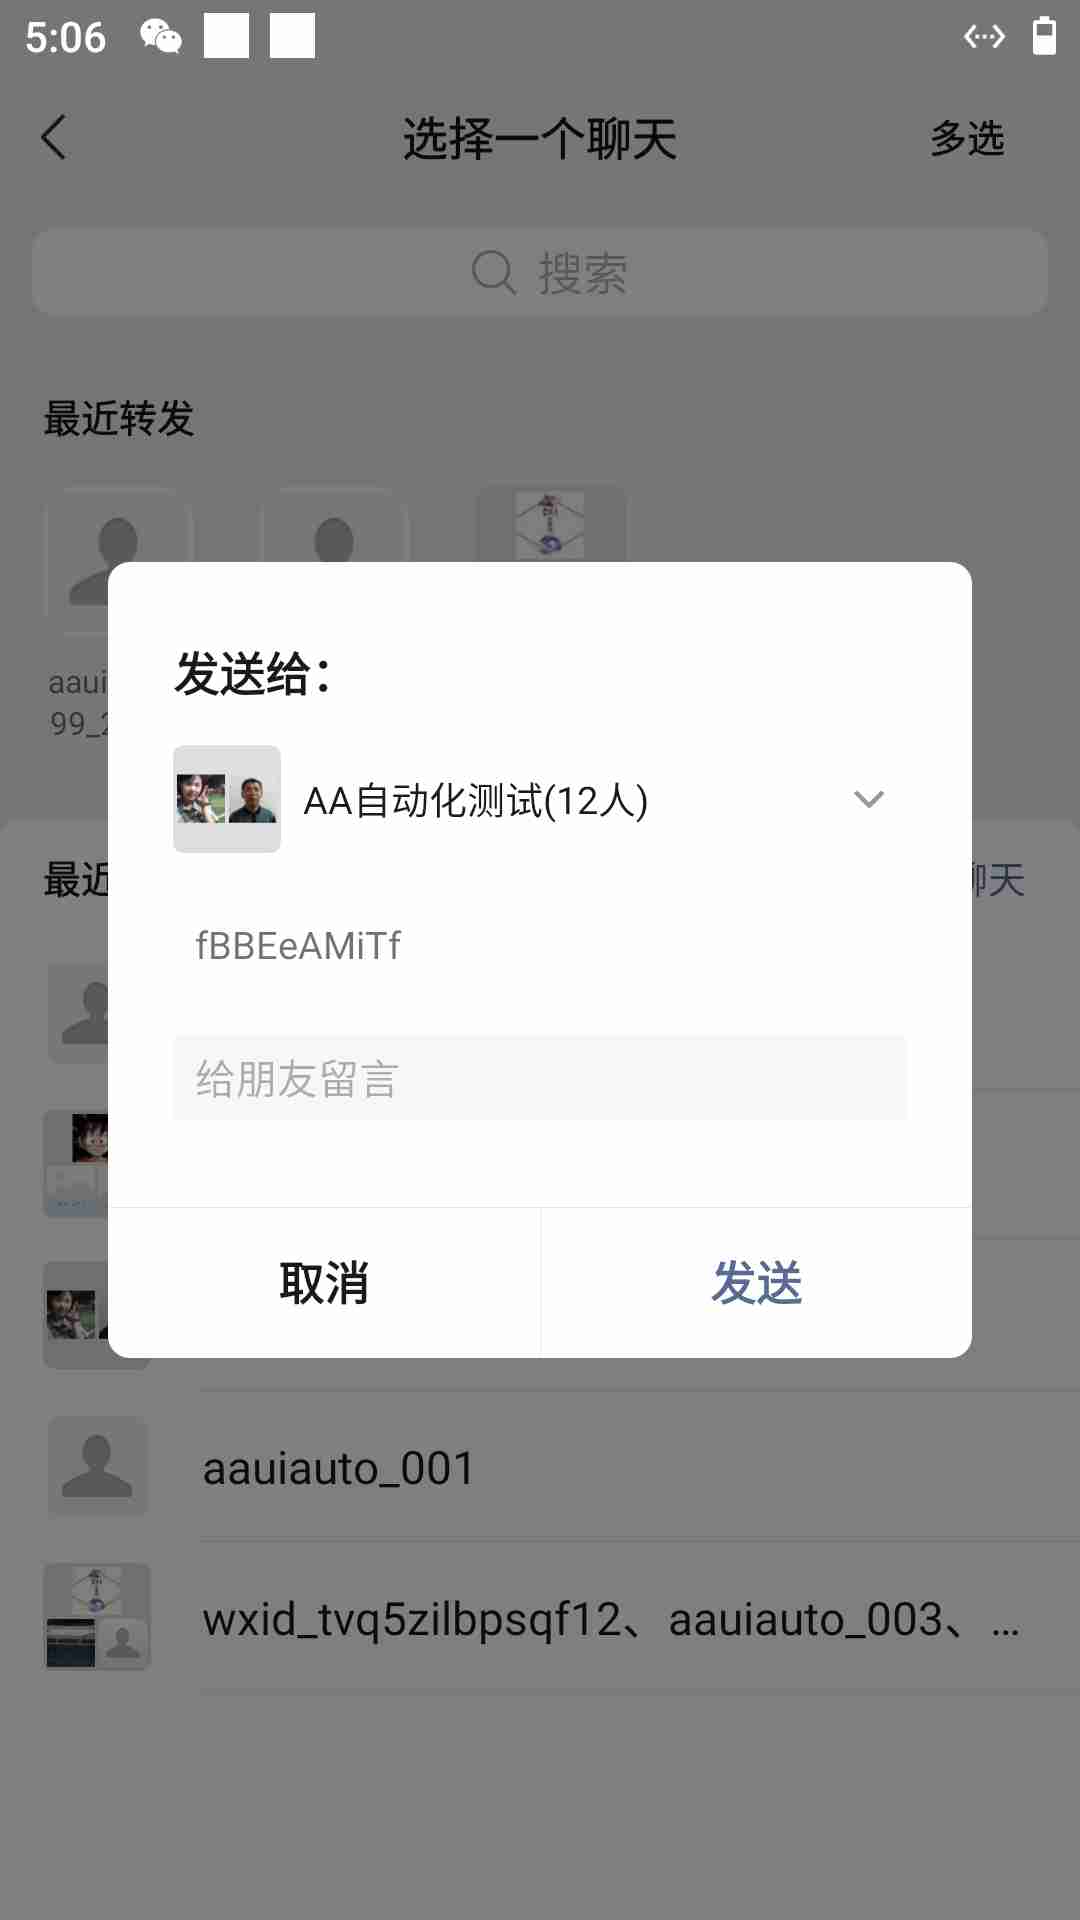 5:06
选择一个聊天
多选
搜索
最近转发
aaui
99_2
发送给：
AA自动化测试(12人)
最近
聊天
fBBEeAMiTf
给朋友留言
取消
发送
aauiauto_001
wxid_tvq5zilbpsqf12、aauiauto_003、...